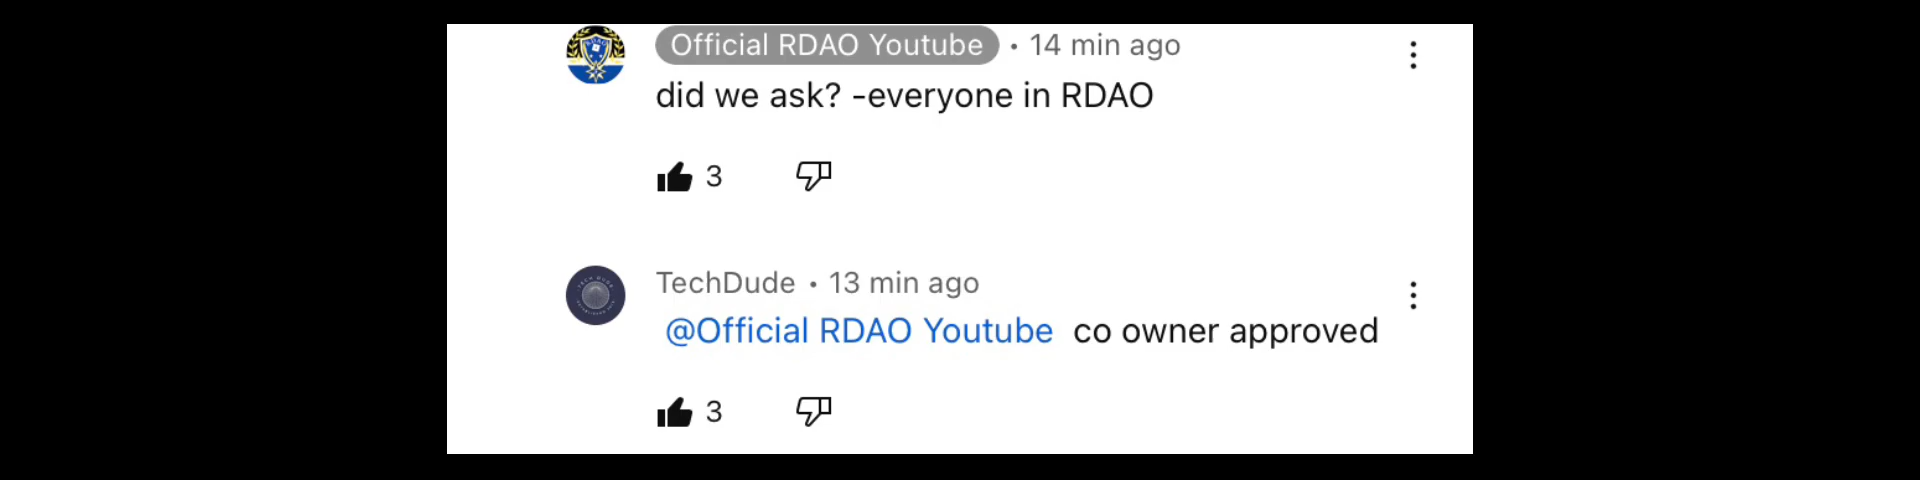 Official RDAO Youtube • 14 min ago
did we ask? -everyone in RDAO
3
TechDude • 13 min ago
@Official RDAO Youtube co owner approved
3